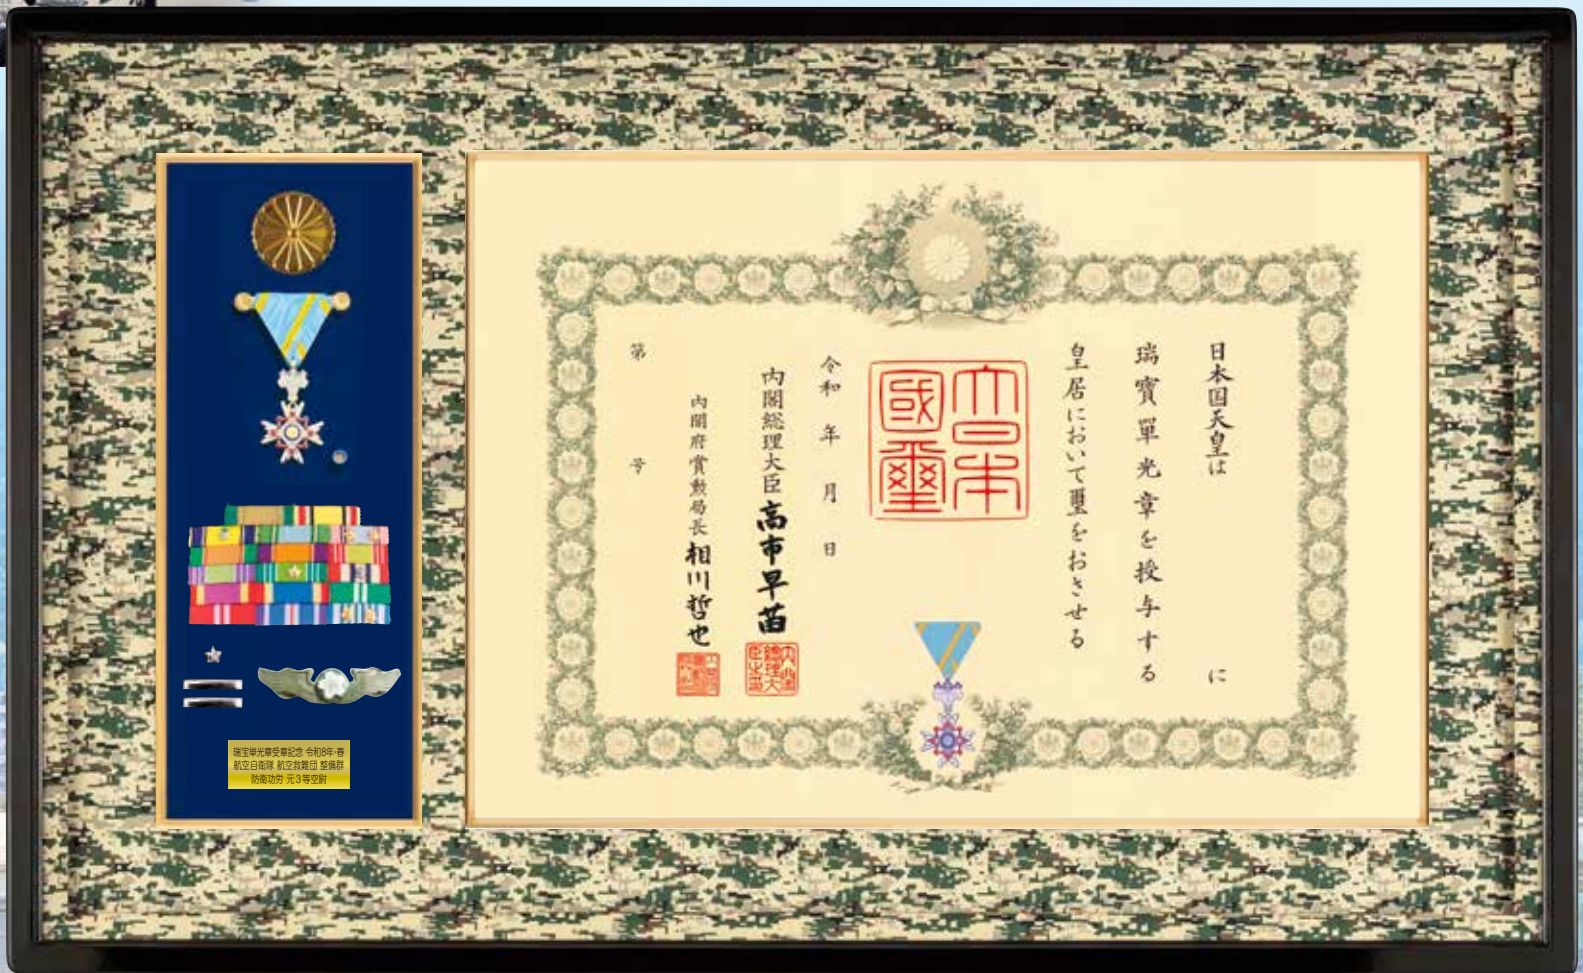 日本国天皇は に
瑞寶單光章を授与する
皇居において璽をおさせる
大日本
國璽
令和 年 月 日
内閣総理大臣 高市早苗
内閣府賞勲局長 相川哲也
第 号
瑞宝単光章受章記念 令和8年・春
航空自衛隊 航空救難団 整備群
防衛功労 元3等空尉